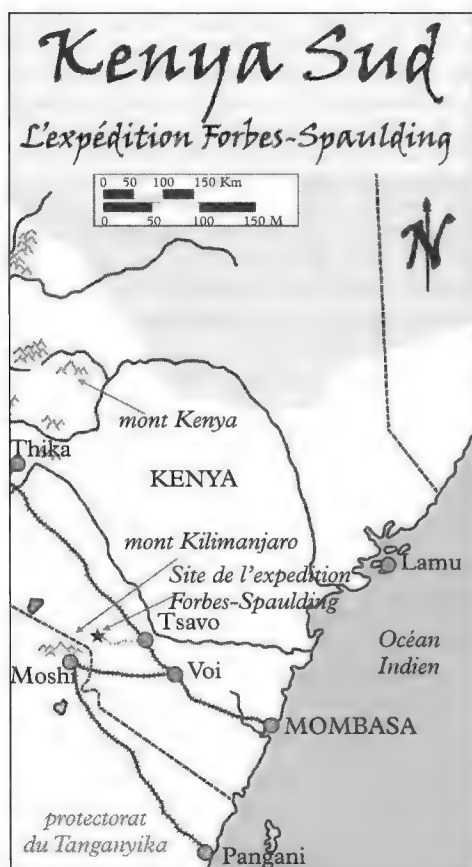 Kenya Sud
L'expédition Forbes-Spaulding
0 50 100 150 Km
0 50 100 150 M
N
mont Kenya
Thika
KENYA
mont Kilimanjaro
Site de l'expedition
Forbes-Spaulding
Lamu
Tsavo
Océan
Indien
Moshi
Voi
MOMBASA
protectorat
du Tanganyika
Pangani